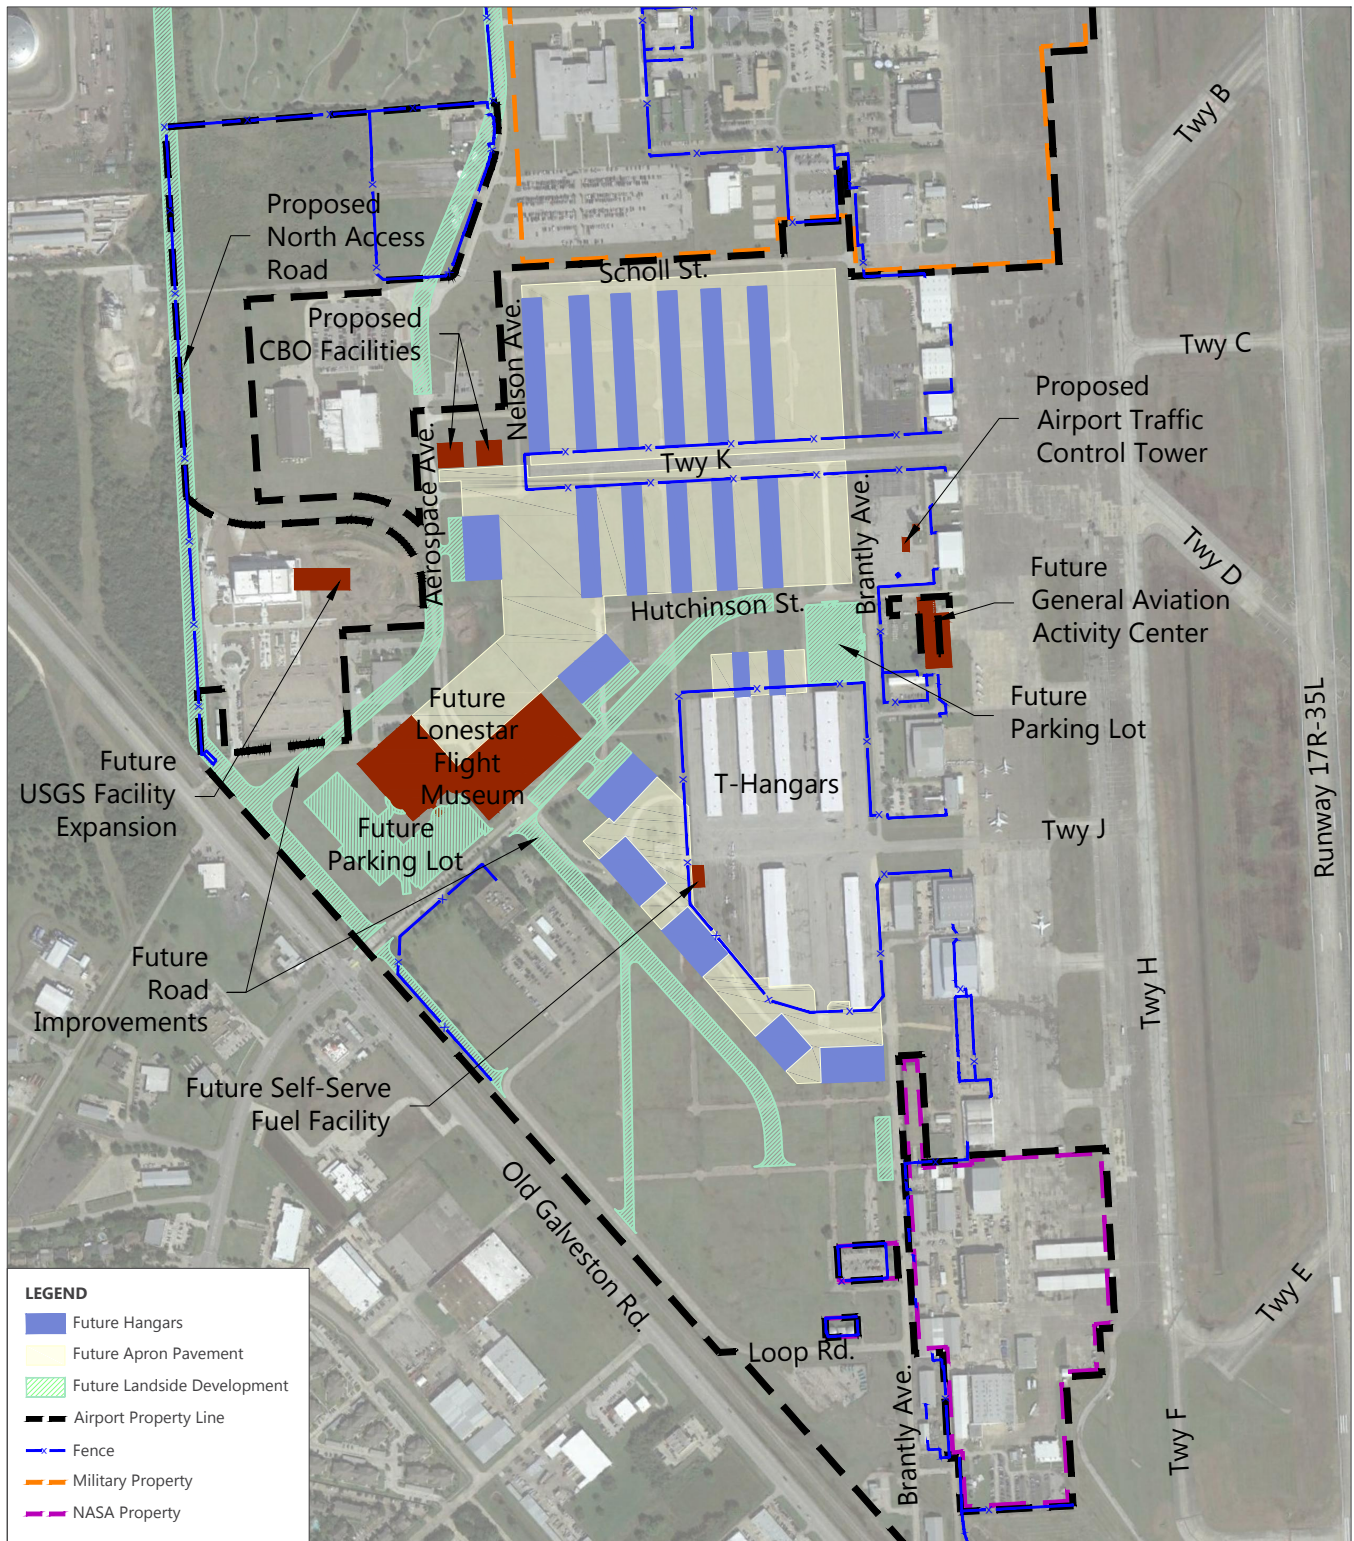 Twy B
Proposed
North Access
Road
Scholl St.
Proposed
CBO Facilities
Nelson Ave.
Twy C
Proposed
Airport Traffic
Control Tower
Aerospace Ave.
Twy K
Brantly Ave.
Twy D
Future
General Aviation
Activity Center
Hutchinson St.
Future
Parking Lot
Runway 17R-35L
Future
Lonestar
Flight
Museum
Future
USGS Facility
Expansion
T-Hangars
Future
Parking Lot
Twy J
Future
Road
Improvements
Twy H
Future Self-Serve
Fuel Facility
Old Galveston Rd.
Twy E
Loop Rd.
Brantly Ave.
Twy F
LEGEND
Future Hangars
Future Apron Pavement
Future Landside Development
Airport Property Line
Fence
Military Property
NASA Property